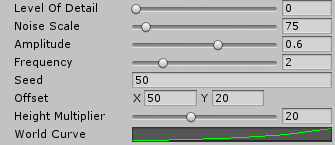 Level Of Detail 0
Noise Scale 75
Amplitude 0.6
Frequency 2
Seed 50
Offset X 50 Y 20
Height Multiplier 20
World Curve